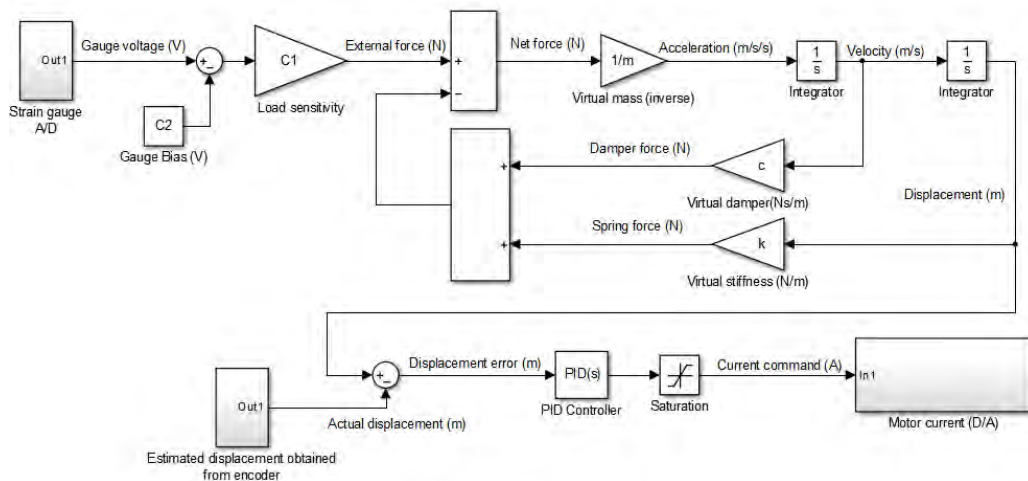 Out1
Strain gauge
A/D
Gauge voltage (V)
+
−
C2
Gauge Bias (V)
C1
Load sensitivity
External force (N)
+
−
Net force (N)
1/m
Virtual mass (inverse)
Acceleration (m/s/s)
1
s
Integrator
Velocity (m/s)
1
s
Integrator
+
Damper force (N)
c
Virtual damper(Ns/m)
Displacement (m)
+
Spring force (N)
k
Virtual stiffness (N/m)
Out1
Estimated displacement obtained
from encoder
Actual displacement (m)
+
−
Displacement error (m)
PID(s)
PID Controller
Saturation
Current command (A)
In1
Motor current (D/A)